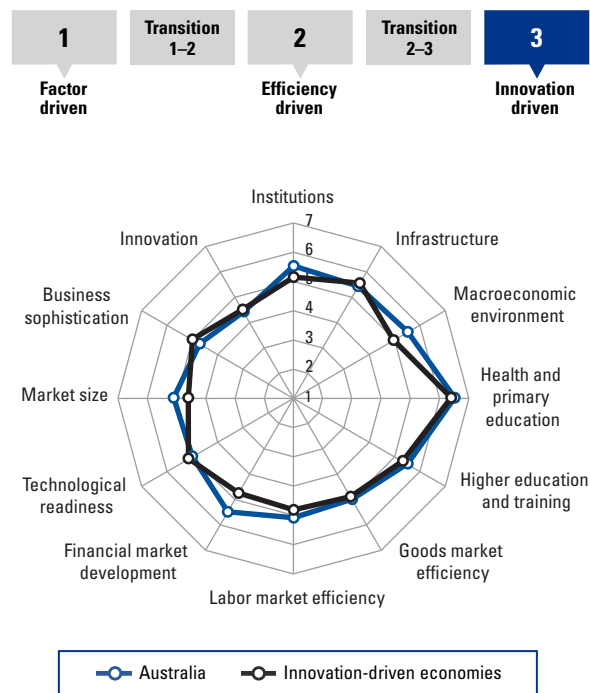 1
Transition
1–2
2
Transition
2–3
3
Factor
driven
Efficiency
driven
Innovation
driven
Institutions
7
Innovation
Infrastructure
6
5
Business
sophistication
Macroeconomic
environment
4
3
2
Market size
1
Health and
primary
education
Technological
readiness
Higher education
and training
Financial market
development
Goods market
efficiency
Labor market efficiency
Australia
Innovation-driven economies